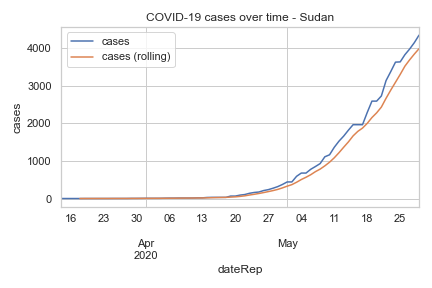 COVID-19 cases over time - Sudan
cases
cases (rolling)
4000
3000
2000
1000
0
cases
16 23 30 06 13 20 27 04 11 18 25
Apr May
2020
dateRep